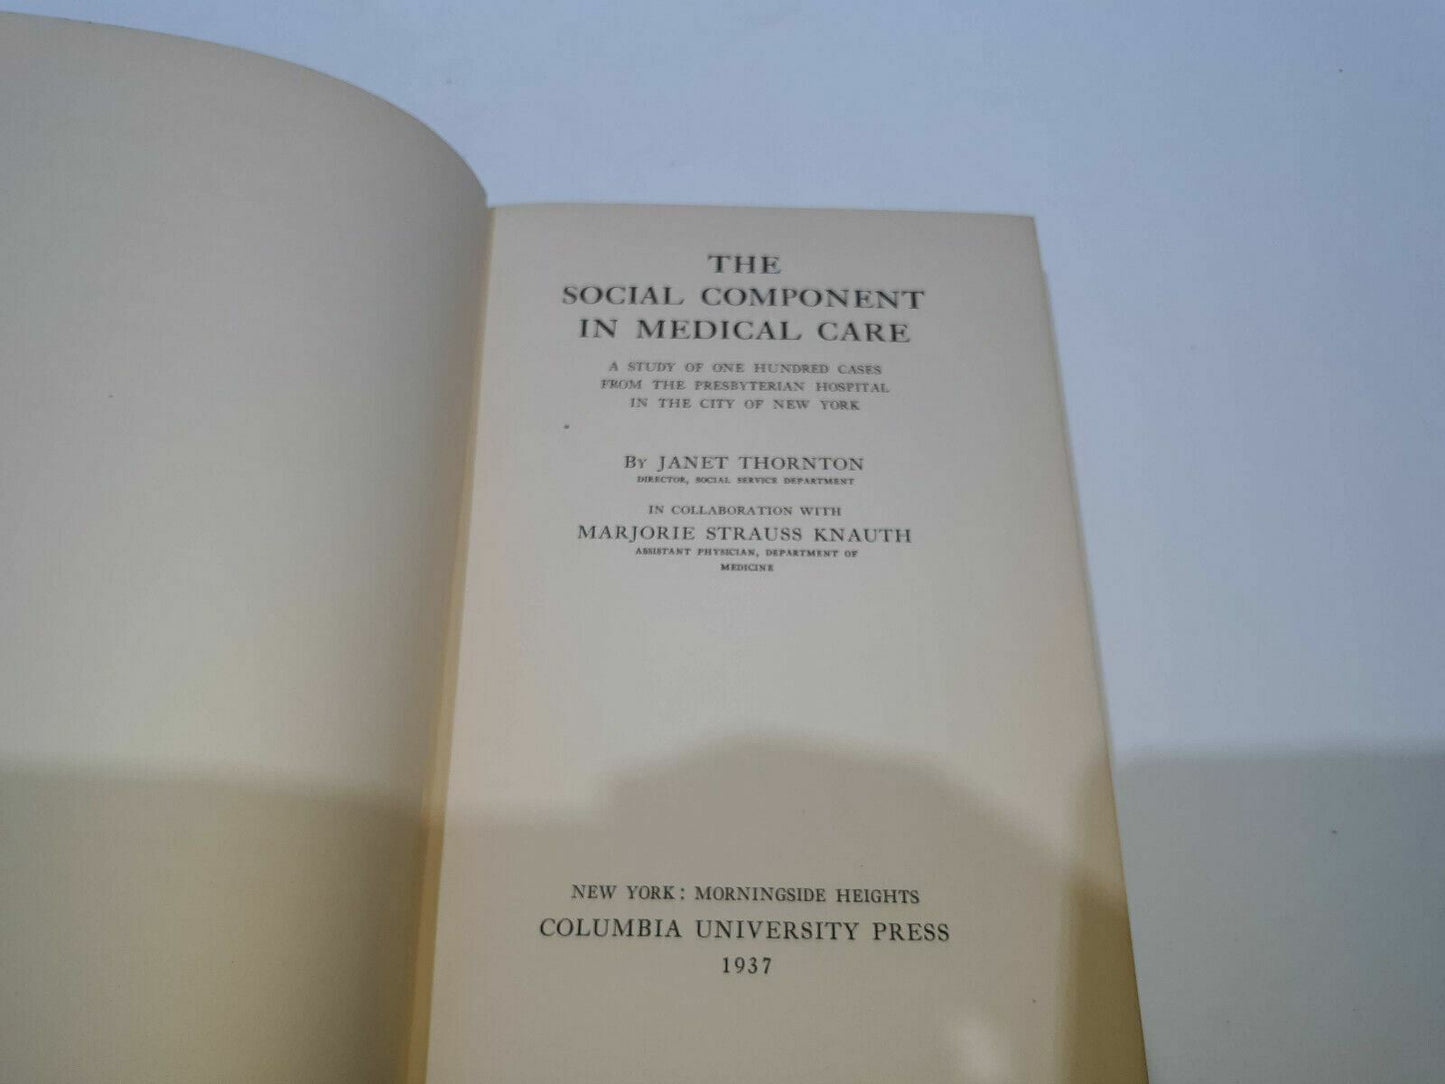 THE
SOCIAL COMPONENT
IN MEDICAL CARE
A STUDY OF ONE HUNDRED CASES
FROM THE PRESBYTERIAN HOSPITAL
IN THE CITY OF NEW YORK
BY JANET THORNTON
DIRECTOR, SOCIAL SERVICE DEPARTMENT
IN COLLABORATION WITH
MARJORIE STRAUSS KNAUTH
ASSISTANT PHYSICIAN, DEPARTMENT OF
MEDICINE
NEW YORK: MORNINGSIDE HEIGHTS
COLUMBIA UNIVERSITY PRESS
1937